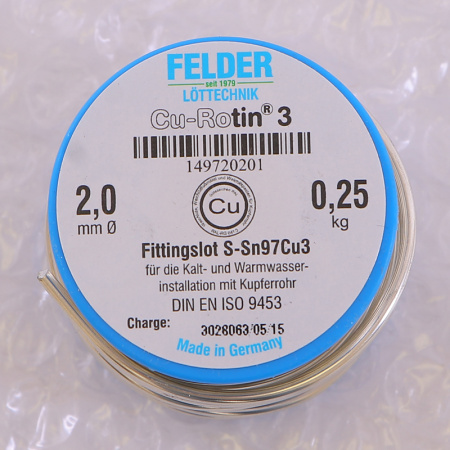 FELDER
seit 1979
LÖTTECHNIK
Cu-Rotin® 3
149720201
2,0
mm Ø
Cu
0,25
kg
Fittingslot S-Sn97Cu3
für die Kalt- und Warmwasser-
installation mit Kupferrohr
DIN EN ISO 9453
Charge: 3028063/05/15
Made in Germany